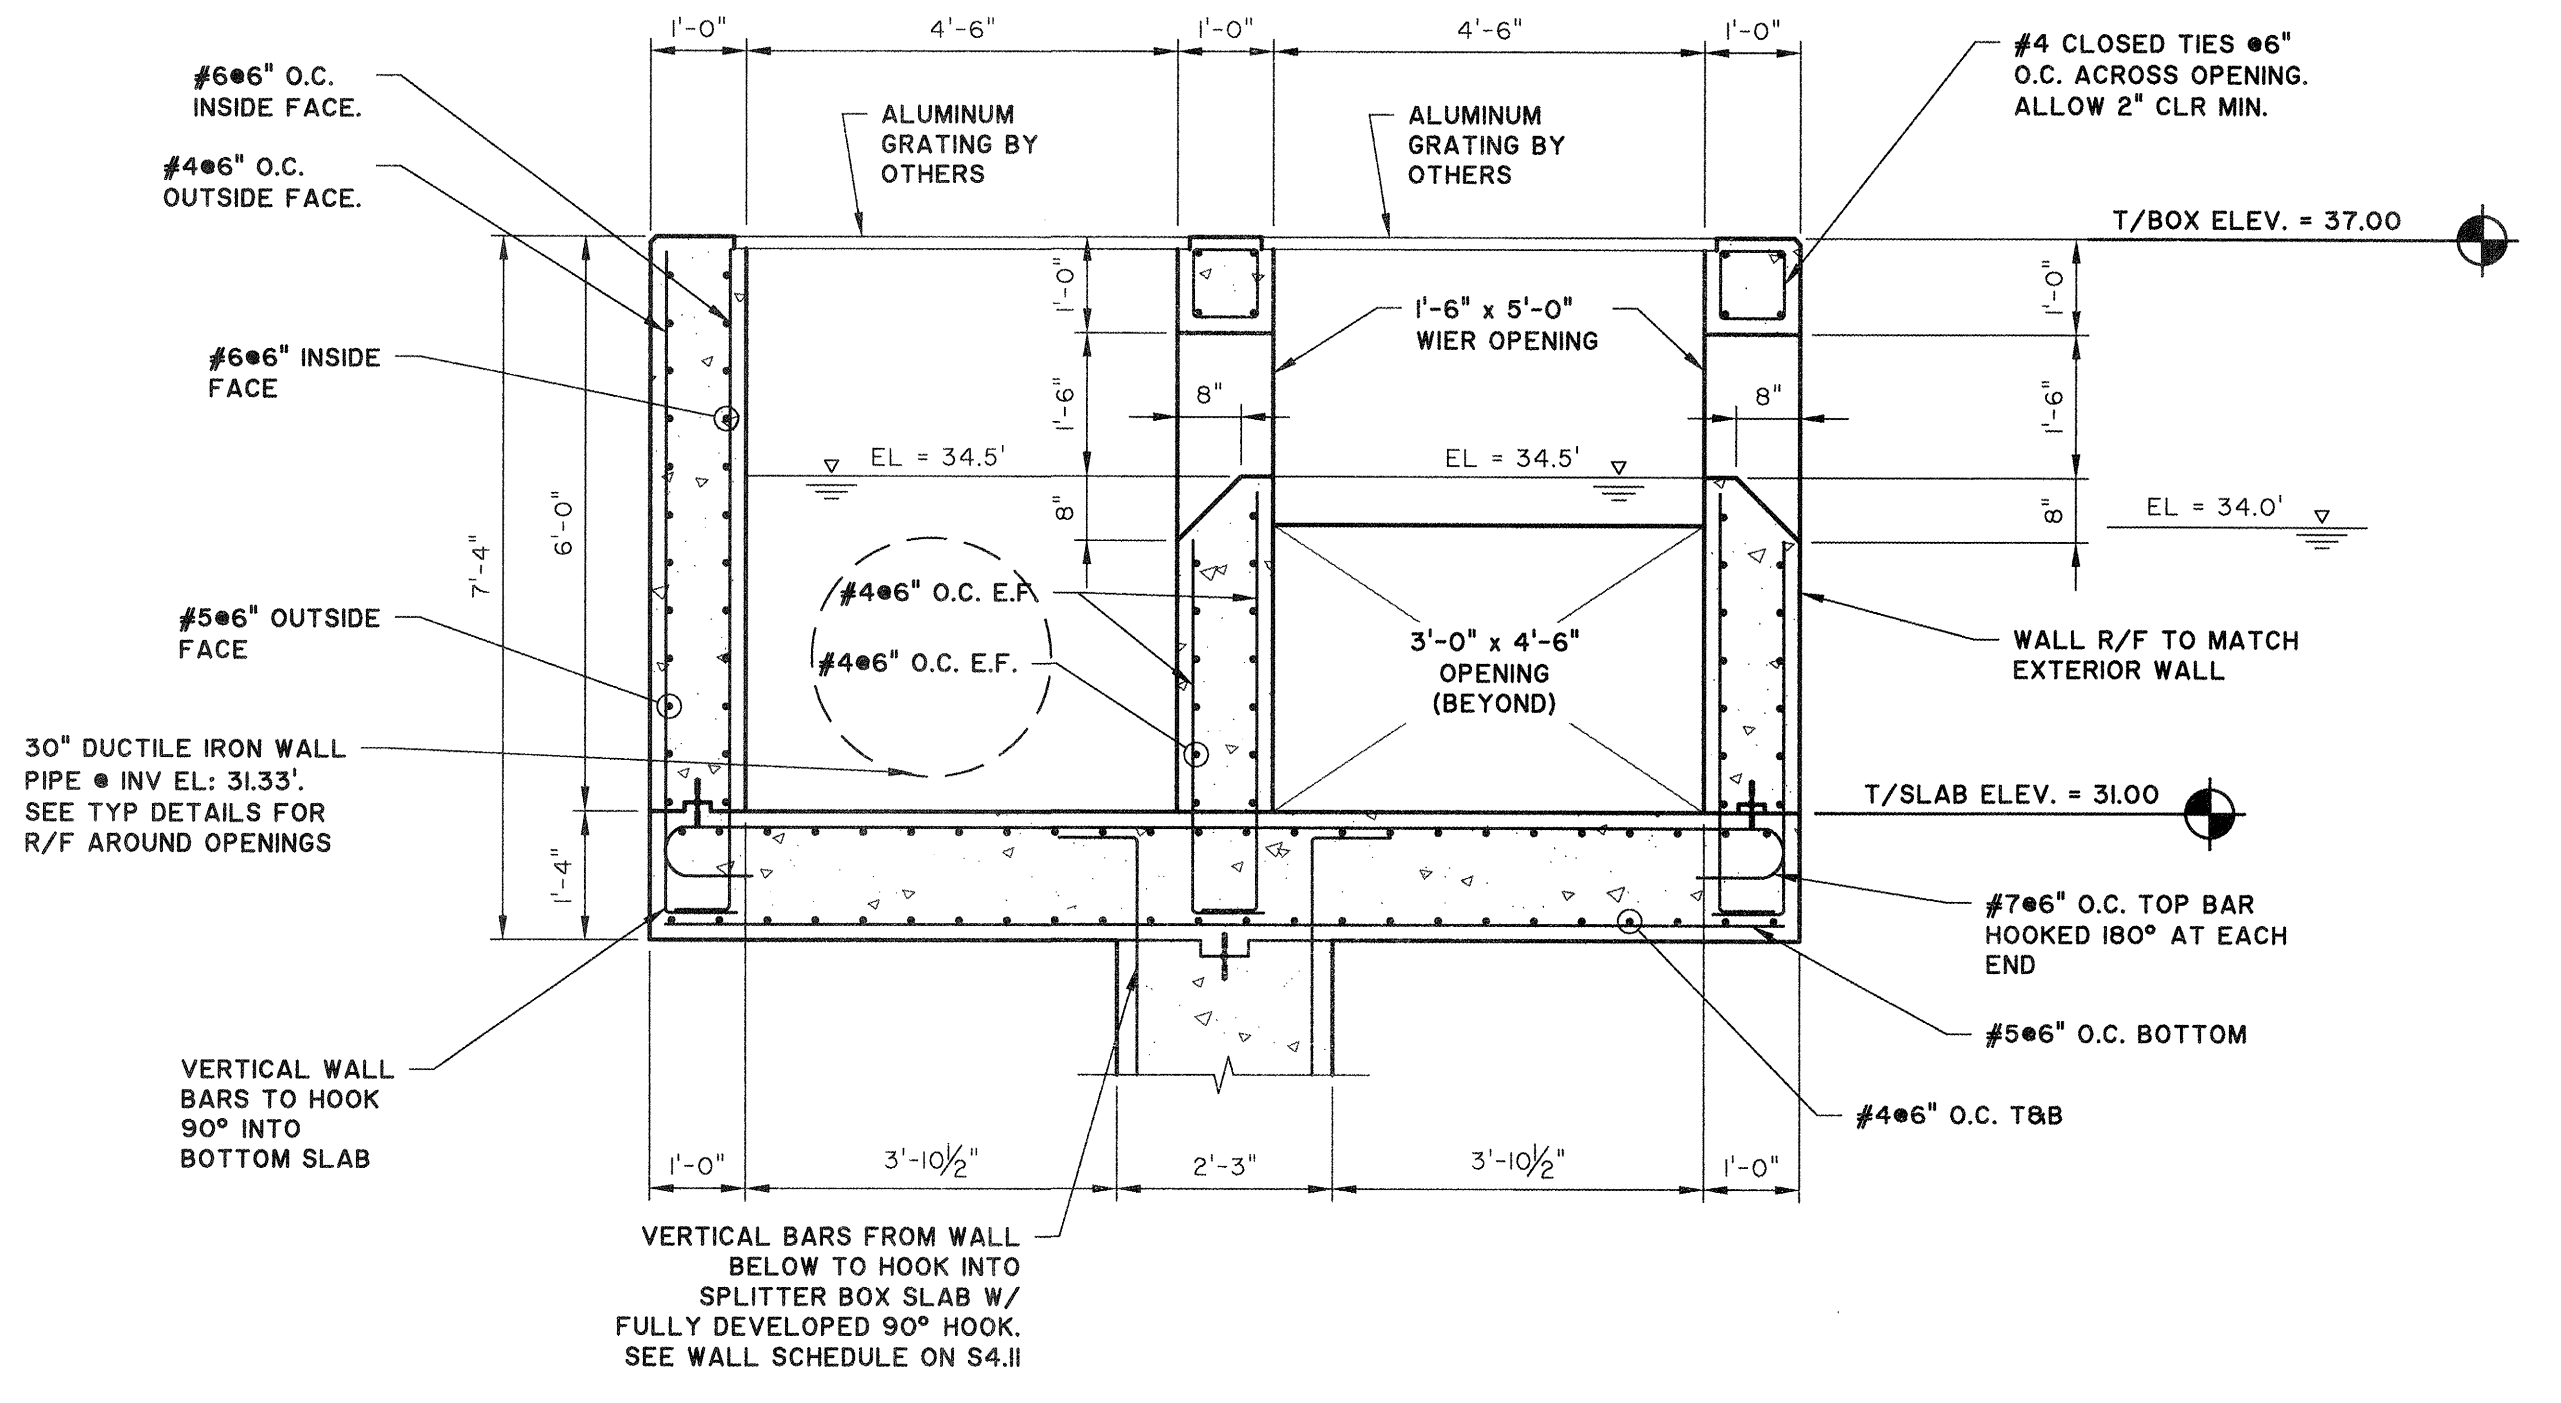 1'-0"
4'-6"
1'-0"
4'-6"
1'-0"
#6@6" O.C.
INSIDE FACE.
#4@6" O.C.
OUTSIDE FACE.
ALUMINUM
GRATING BY
OTHERS
ALUMINUM
GRATING BY
OTHERS
#4 CLOSED TIES @6"
O.C. ACROSS OPENING.
ALLOW 2" CLR MIN.
T/BOX ELEV. = 37.00
1'-0"
1'-6" x 5'-0"
WIER OPENING
1'-0"
#6@6" INSIDE
FACE
1'-6"
8"
8"
1'-6"
EL = 34.5'
EL = 34.5'
8"
8"
EL = 34.0'
7'-4"
6'-0"
#4@6" O.C. E.F.
#4@6" O.C. E.F.
3'-0" x 4'-6"
OPENING
(BEYOND)
#5@6" OUTSIDE
FACE
WALL R/F TO MATCH
EXTERIOR WALL
30" DUCTILE IRON WALL
PIPE @ INV EL: 31.33'.
SEE TYP DETAILS FOR
R/F AROUND OPENINGS
T/SLAB ELEV. = 31.00
1'-4"
#7@6" O.C. TOP BAR
HOOKED 180° AT EACH
END
#5@6" O.C. BOTTOM
#4@6" O.C. T&B
VERTICAL WALL
BARS TO HOOK
90° INTO
BOTTOM SLAB
1'-0"
3'-10½"
2'-3"
3'-10½"
1'-0"
VERTICAL BARS FROM WALL
BELOW TO HOOK INTO
SPLITTER BOX SLAB W/
FULLY DEVELOPED 90° HOOK.
SEE WALL SCHEDULE ON S4.11